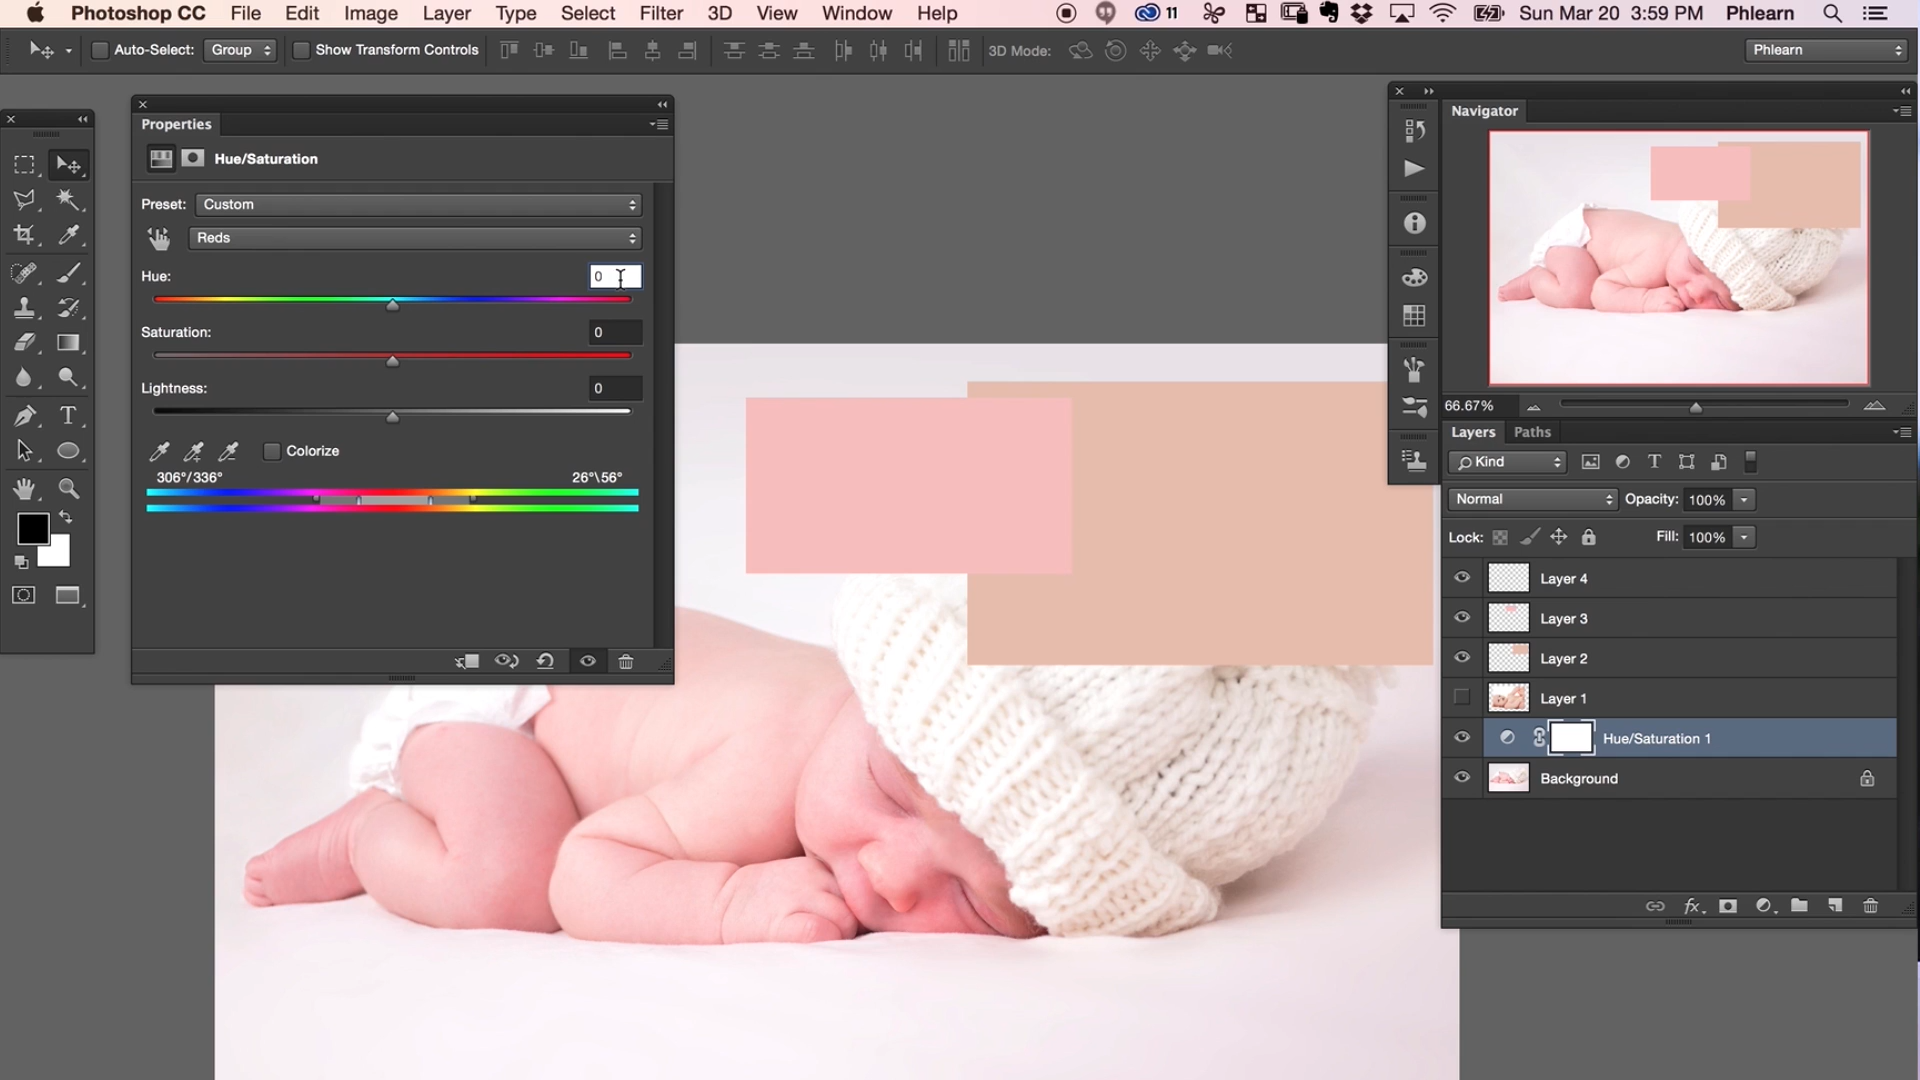 Photoshop CC File Edit Image Layer Type Select Filter 3D View Window Help 11 Sun Mar 20 3:59 PM Phlearn
Auto-Select: Group Show Transform Controls 3D Mode: Phlearn
Properties
Hue/Saturation
Preset: Custom
Reds
Hue: 0
Saturation: 0
Lightness: 0
Colorize
306°/336° 26°\56°
Navigator
66.67%
Layers Paths
Kind
Normal Opacity: 100%
Lock: Fill: 100%
Layer 4
Layer 3
Layer 2
Layer 1
Hue/Saturation 1
Background
fx